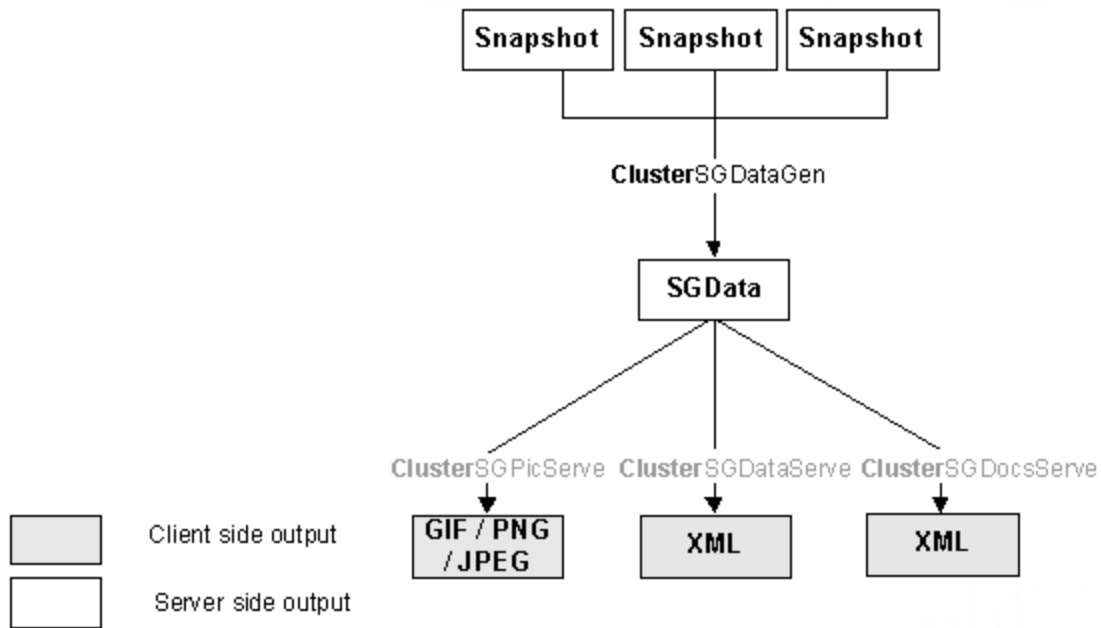 Snapshot Snapshot Snapshot
ClusterSGDataGen
SGData
ClusterSGPicServe ClusterSGDataServe ClusterSGDocsServe
GIF / PNG
/ JPEG
XML
XML
Client side output
Server side output